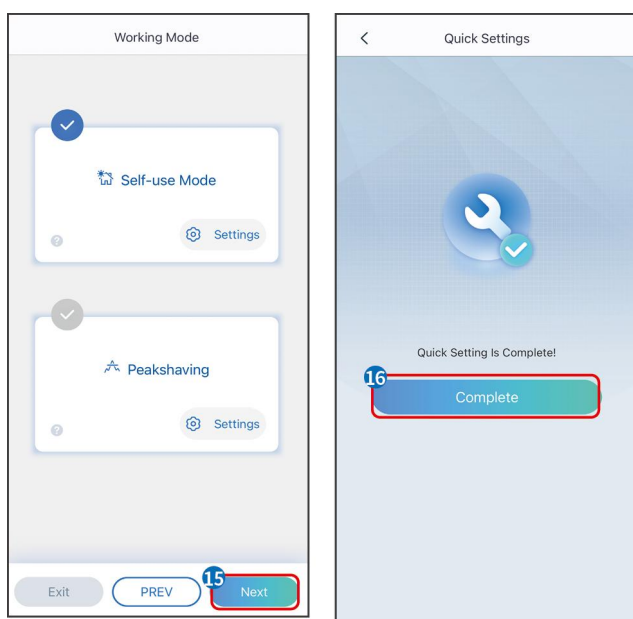 Working Mode
Self-use Mode
?
Settings
Peakshaving
?
Settings
Exit
PREV
15
Next
Quick Settings
Quick Setting Is Complete!
16
Complete